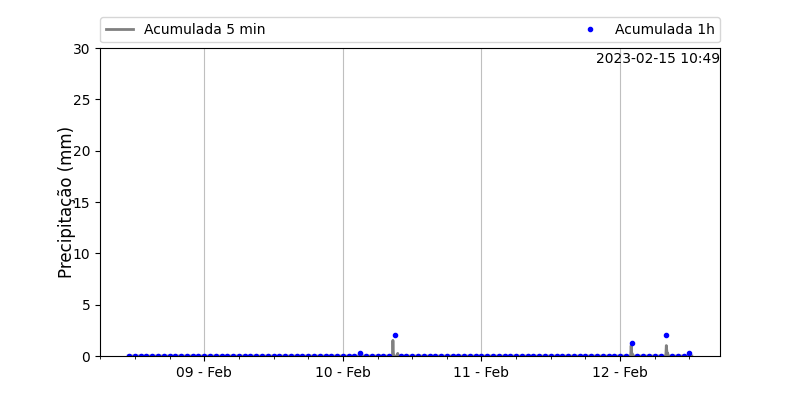 Acumulada 5 min
Acumulada 1h
2023-02-15 10:49
Precipitação (mm)
30
25
20
15
10
5
0
09 - Feb
10 - Feb
11 - Feb
12 - Feb